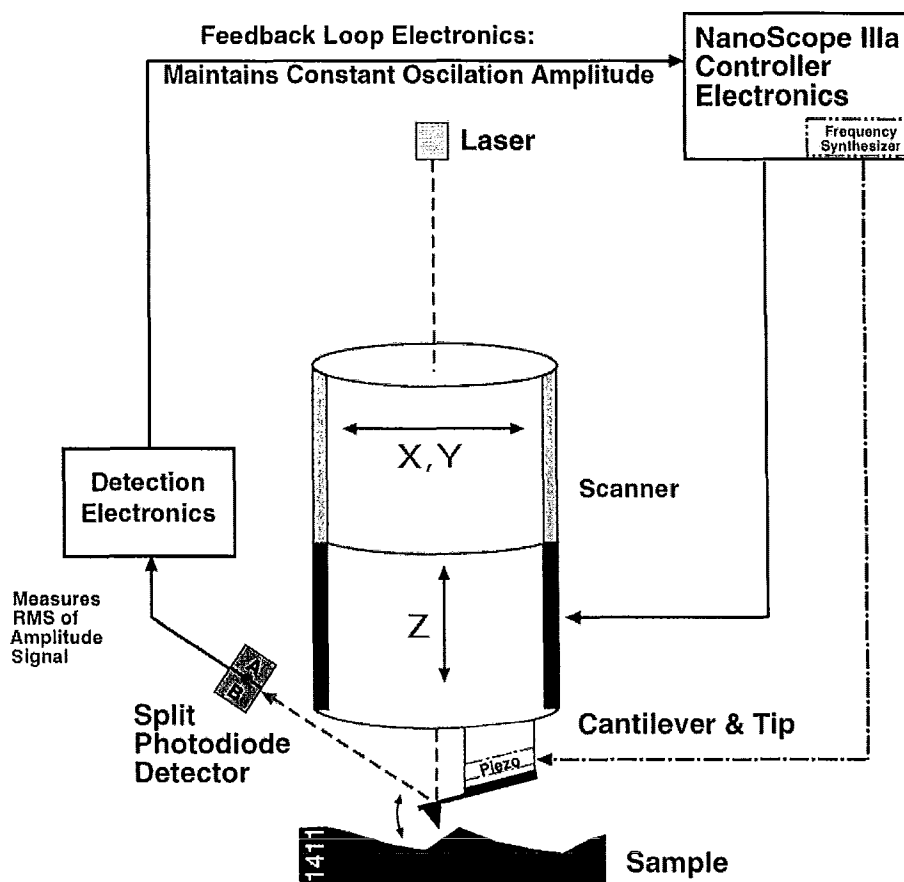 Feedback Loop Electronics:
Maintains Constant Oscilation Amplitude
NanoScope IIIa
Controller
Electronics
Frequency
Synthesizer
Laser
X, Y
Detection
Electronics
Scanner
Measures
RMS of
Amplitude
Signal
Z
A
B
Split
Photodiode
Detector
Cantilever & Tip
Piezo
1411
Sample